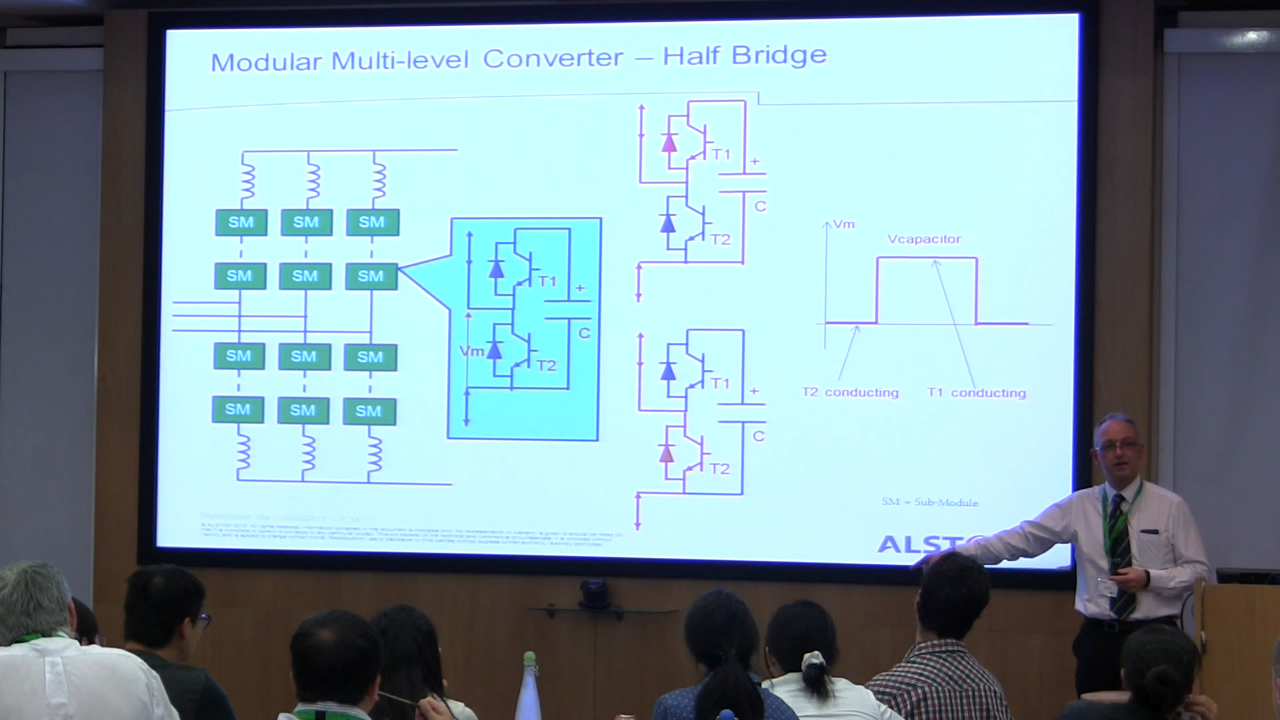 Modular Multi-level Converter – Half Bridge
SM SM SM
SM SM SM
SM SM SM
SM SM SM
T1
+
C
Vm
T2
T1
+
C
T2
T1
+
C
T2
Vm
Vcapacitor
T2 conducting
T1 conducting
SM = Sub-Module